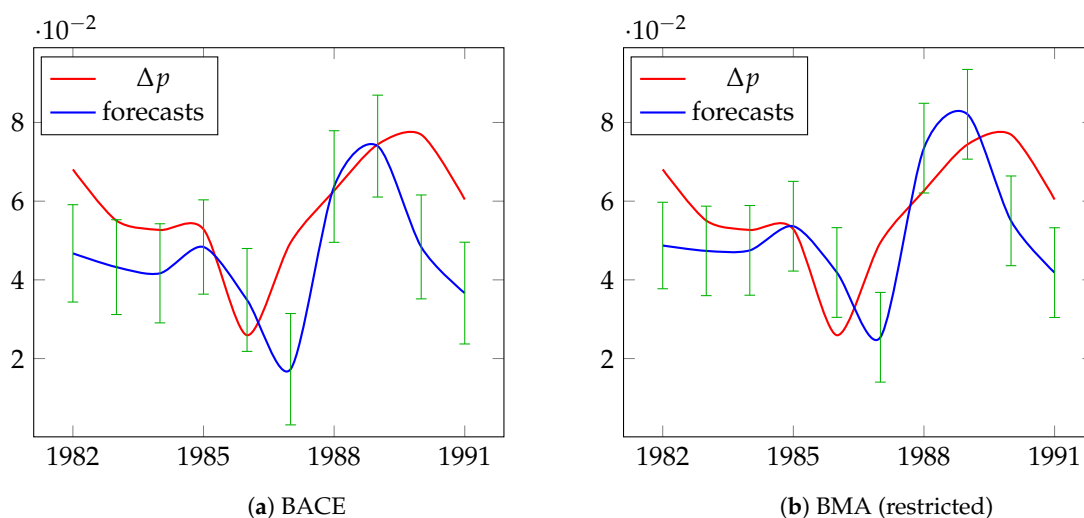 ·10⁻²
Δp
forecasts
8
6
4
2
1982 1985 1988 1991
(a) BACE
·10⁻²
Δp
forecasts
8
6
4
2
1982 1985 1988 1991
(b) BMA (restricted)